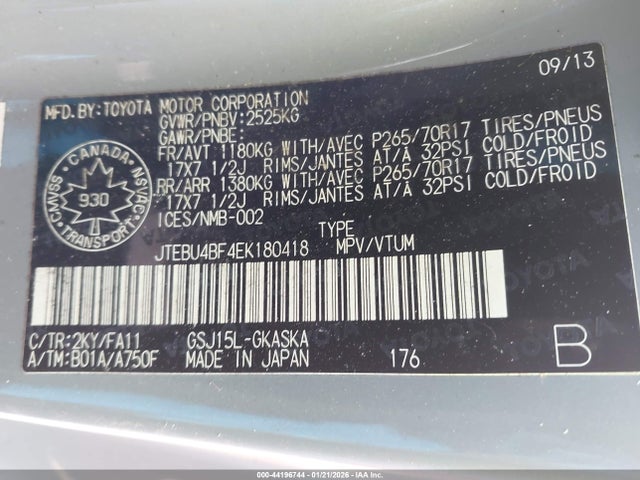 09/13
MFD.BY:TOYOTA MOTOR CORPORATION
GVWR/PNBV:2525KG
GAWR/PNBE:
FR/AVT 1180KG WITH/AVEC P265/70R17 TIRES/PNEUS
17X7 1/2J RIMS/JANTES AT/A 32PSI COLD/FROID
RR/ARR 1380KG WITH/AVEC P265/70R17 TIRES/PNEUS
17X7 1/2J RIMS/JANTES AT/A 32PSI COLD/FROID
ICES/NMB-002
CANADA
CMVSS
NSVAC
930
TRANSPORT
TYPE
JTEBU4BF4EK180418 MPV/VTUM
C/TR:2KY/FA11 GSJ15L-GKASKA
A/TM:B01A/A750F MADE IN JAPAN 176 B
TOYOTA
000-44196744 - 01/21/2026 - IAA Inc.